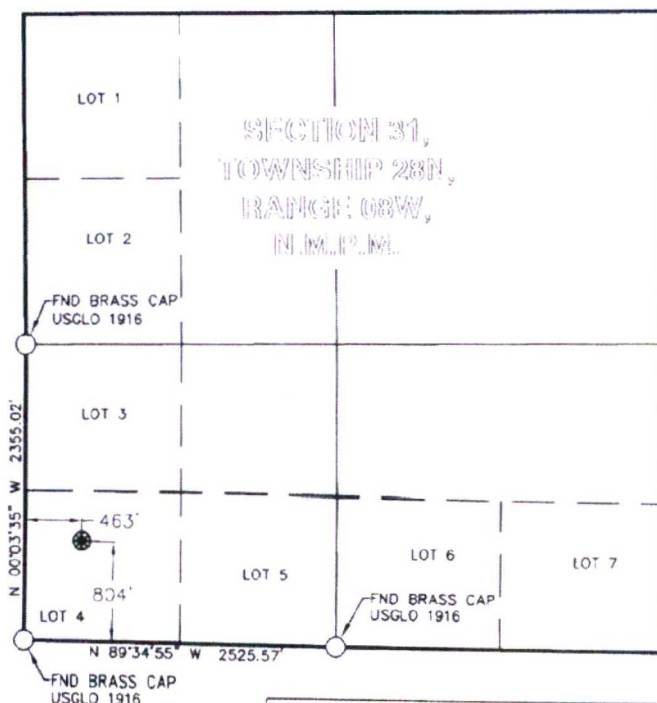 LOT 1
SECTION 31,
TOWNSHIP 28N,
RANGE 08W,
N.M.P.M.
LOT 2
FND BRASS CAP
USGLO 1916
LOT 3
N 00°03'35" W 2355.02'
463'
804'
LOT 4
LOT 5
LOT 6
LOT 7
FND BRASS CAP
USGLO 1916
N 89°34'55" W 2525.57'
FND BRASS CAP
USGLO 1916